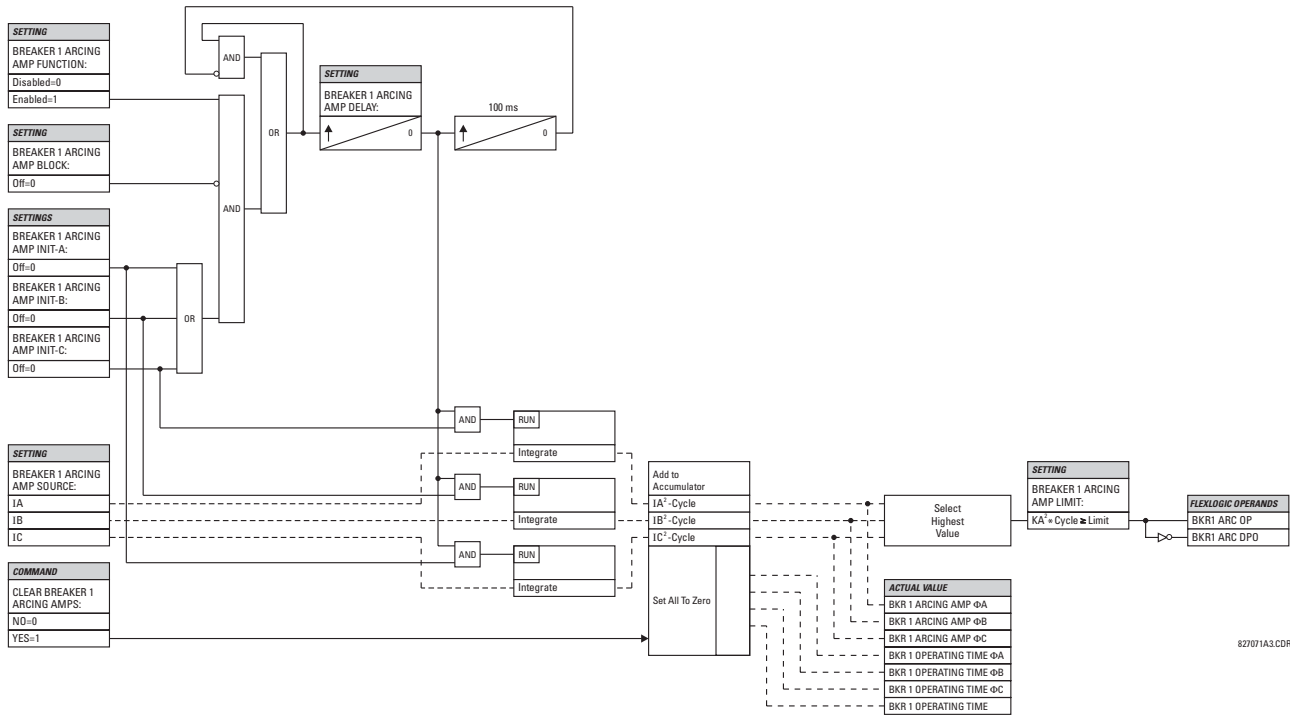 SETTING
BREAKER 1 ARCING
AMP FUNCTION:
Disabled=0
Enabled=1
SETTING
BREAKER 1 ARCING
AMP BLOCK:
Off=0
SETTINGS
BREAKER 1 ARCING
AMP INIT-A:
Off=0
BREAKER 1 ARCING
AMP INIT-B:
Off=0
BREAKER 1 ARCING
AMP INIT-C:
Off=0
SETTING
BREAKER 1 ARCING
AMP SOURCE:
IA
IB
IC
COMMAND
CLEAR BREAKER 1
ARCING AMPS:
NO=0
YES=1
OR
AND
AND
OR
SETTING
BREAKER 1 ARCING
AMP DELAY:
0
100 ms
0
AND
RUN
Integrate
AND
RUN
Integrate
AND
RUN
Integrate
Add to
Accumulator
IA²-Cycle
IB²-Cycle
IC²-Cycle
Set All To Zero
Select
Highest
Value
SETTING
BREAKER 1 ARCING
AMP LIMIT:
KA²*Cycle ≥ Limit
FLEXLOGIC OPERANDS
BKR1 ARC OP
BKR1 ARC DPO
ACTUAL VALUE
BKR 1 ARCING AMP ΦA
BKR 1 ARCING AMP ΦB
BKR 1 ARCING AMP ΦC
BKR 1 OPERATING TIME ΦA
BKR 1 OPERATING TIME ΦB
BKR 1 OPERATING TIME ΦC
BKR 1 OPERATING TIME
827071A3.CDR